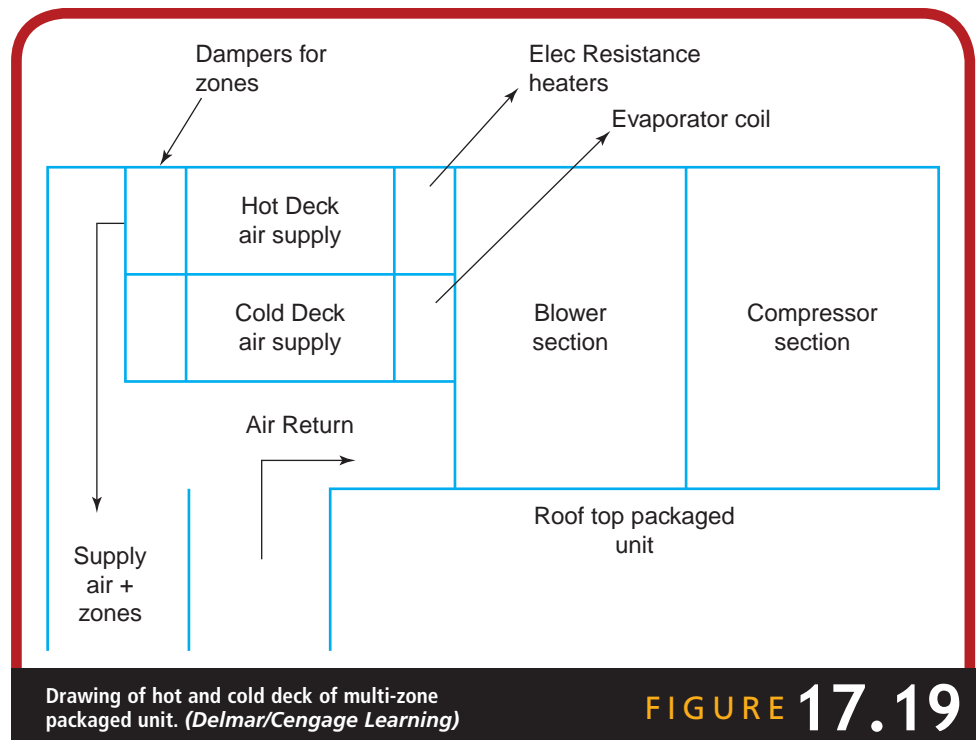 Dampers for
zones
Elec Resistance
heaters
Evaporator coil
Hot Deck
air supply
Cold Deck
air supply
Blower
section
Compressor
section
Air Return
Roof top packaged
unit
Supply
air +
zones
Drawing of hot and cold deck of multi-zone
packaged unit. (Delmar/Cengage Learning)
FIGURE 17.19